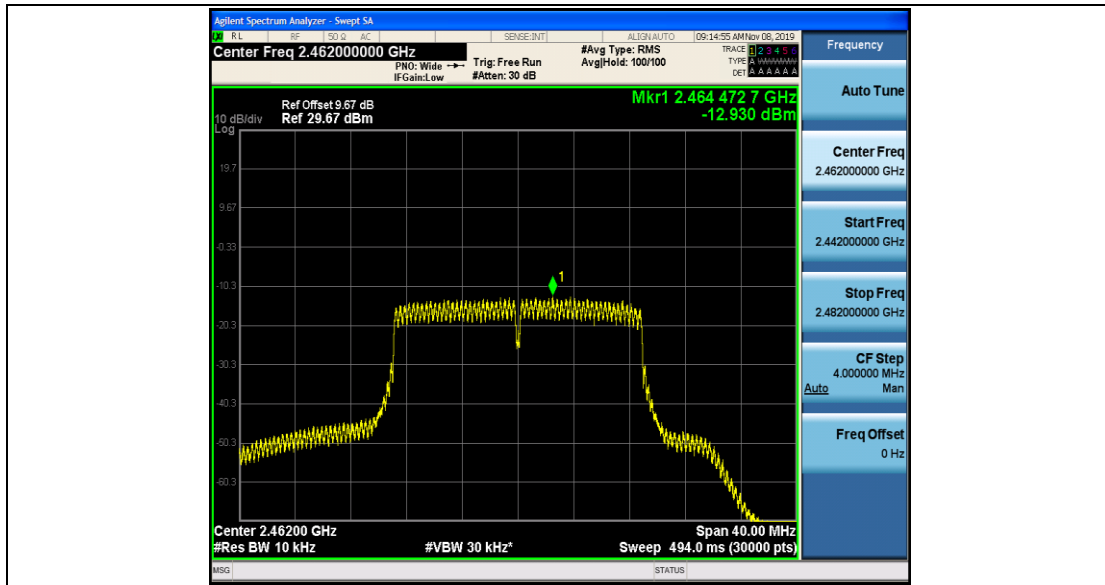 Agilent Spectrum Analyzer - Swept SA
RL RF 50 Ω AC SENSE:INT ALIGNAUTO 09:14:55 AM Nov 08, 2019
Center Freq 2.462000000 GHz
PNO: Wide
IFGain:Low
Trig: Free Run
#Atten: 30 dB
#Avg Type: RMS
Avg|Hold: 100/100
TRACE 1 2 3 4 5 6
TYPE A WWWWW
DET A A A A A A
Ref Offset 9.67 dB
10 dB/div Ref 29.67 dBm
Log
Mkr1 2.464 472 7 GHz
-12.930 dBm
19.7
9.67
-0.33
-10.3
1
-20.3
-30.3
-40.3
-50.3
-60.3
Center 2.46200 GHz Span 40.00 MHz
#Res BW 10 kHz #VBW 30 kHz* Sweep 494.0 ms (30000 pts)
MSG STATUS
Frequency
Auto Tune
Center Freq
2.462000000 GHz
Start Freq
2.442000000 GHz
Stop Freq
2.482000000 GHz
CF Step
4.000000 MHz
Auto Man
Freq Offset
0 Hz